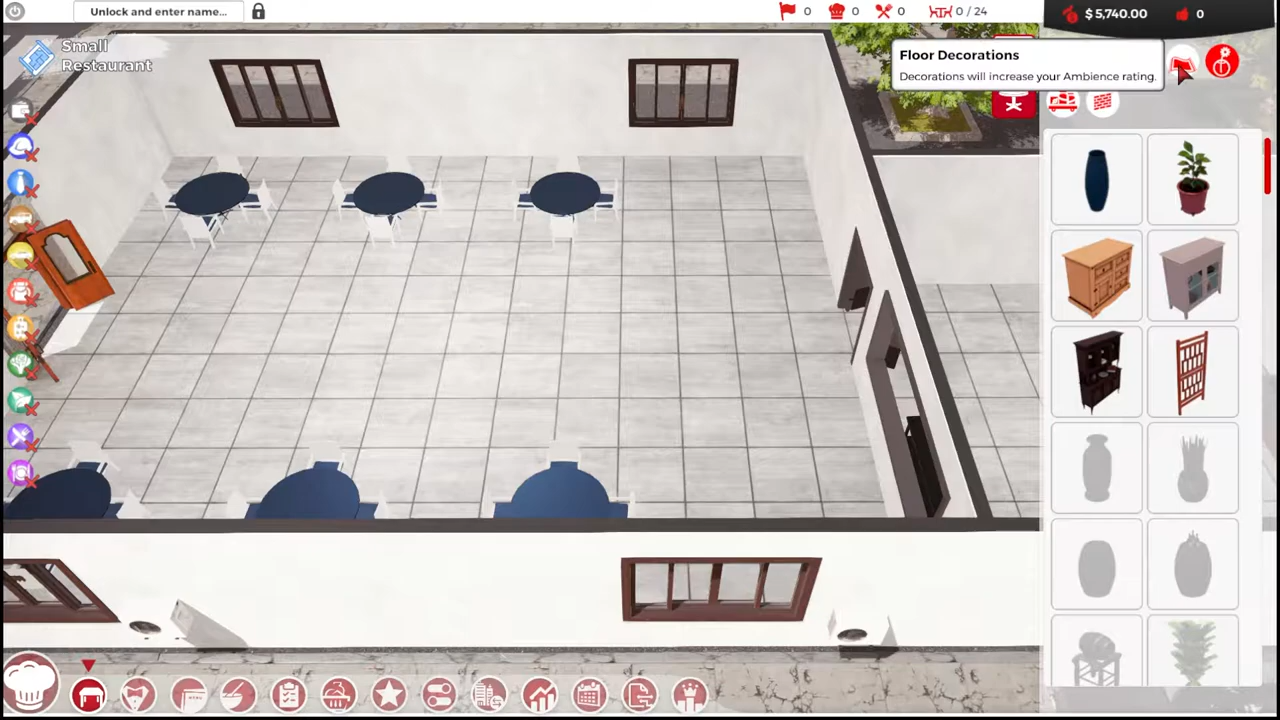 Unlock and enter name...
0
0
0
0 / 24
$ 5,740.00
0
Small
Restaurant
Floor Decorations
Decorations will increase your Ambience rating.